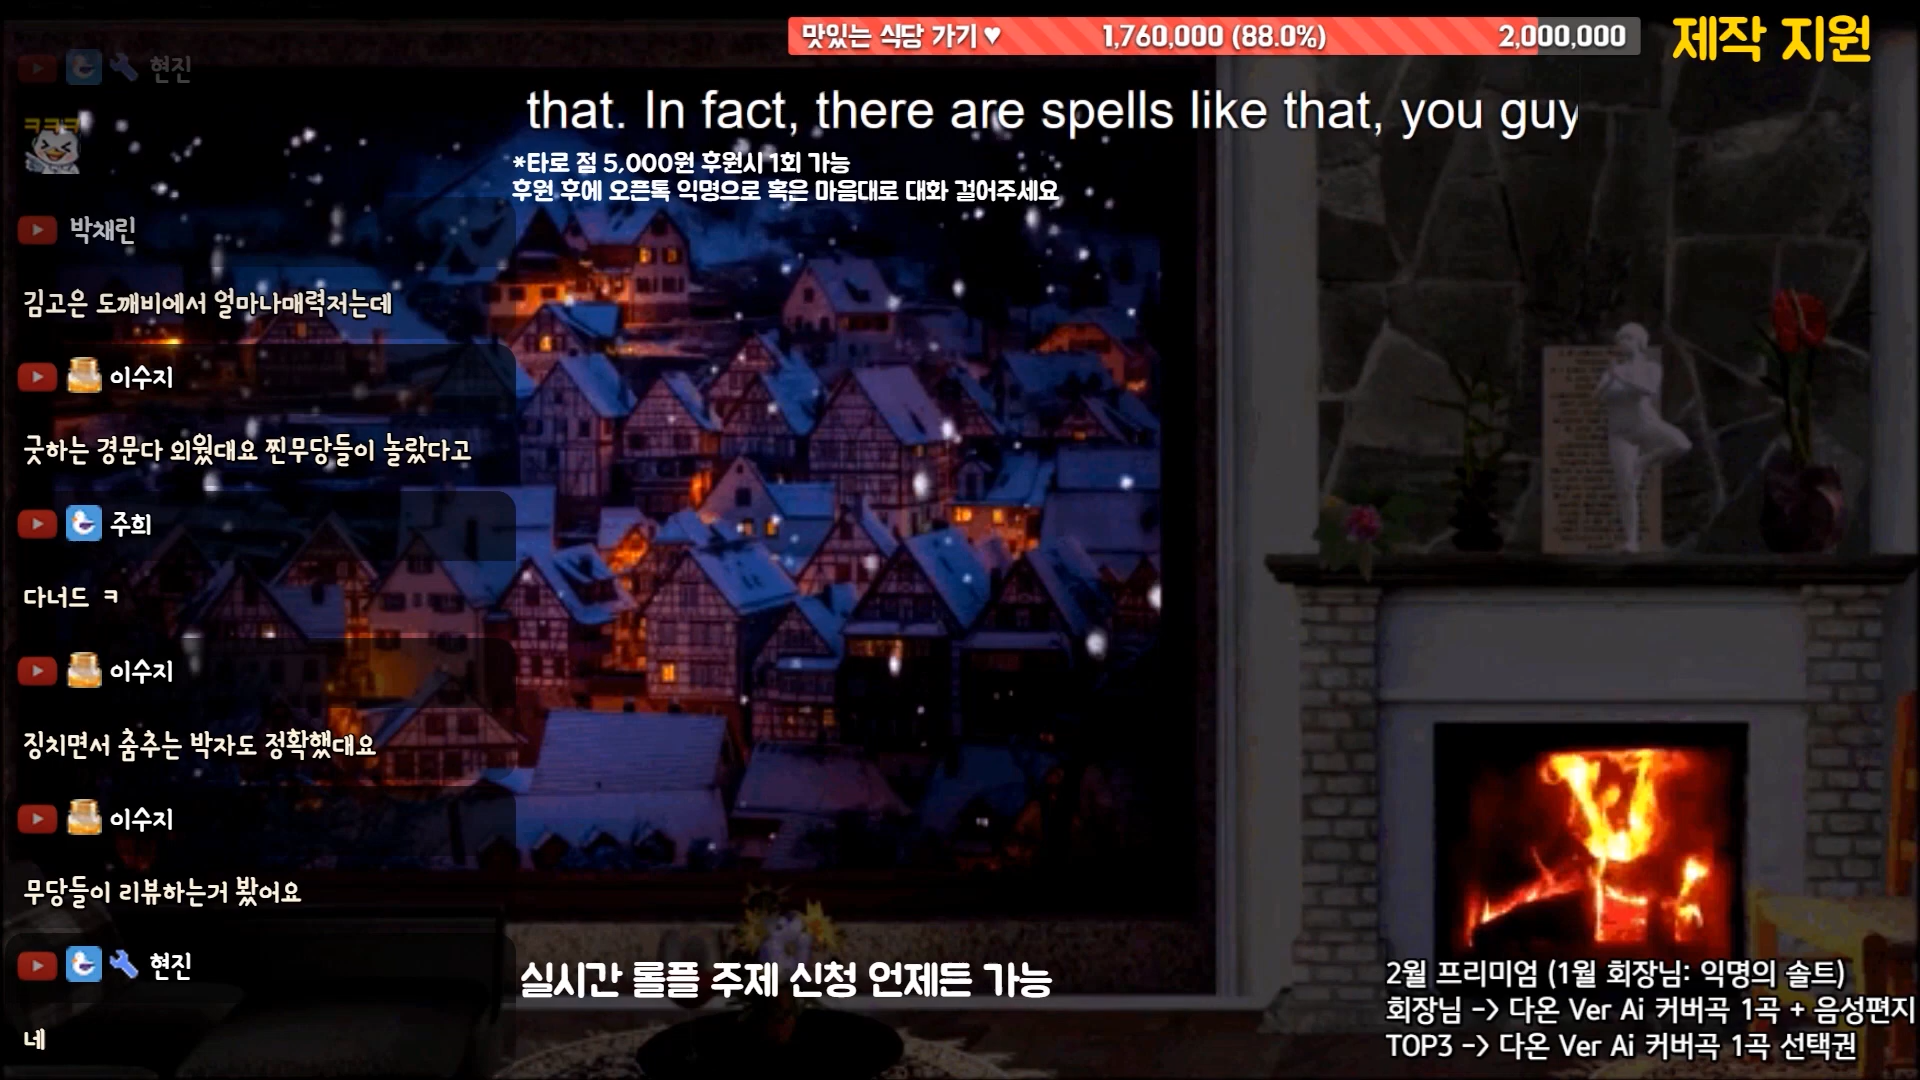 맛있는 식당 가기 ♥ 1,760,000 (88.0%) 2,000,000
제작 지원
that. In fact, there are spells like that, you guy
*타로 점 5,000원 후원시 1회 가능
후원 후에 오픈톡 익명으로 혹은 마음대로 대화 걸어주세요
현진
ㅋㅋㅋ
박채린
김고은 도깨비에서 얼마나매력저는데
이수지
굿하는 경문다 외웠대요 찐무당들이 놀랐다고
주희
다너드 ㅋ
이수지
징치면서 춤추는 박자도 정확했대요
이수지
무당들이 리뷰하는거 봤어요
현진
네
실시간 롤플 주제 신청 언제든 가능
2월 프리미엄 (1월 회장님: 익명의 솔트)
회장님 -> 다온 Ver Ai 커버곡 1곡 + 음성편지
TOP3 -> 다온 Ver Ai 커버곡 1곡 선택권